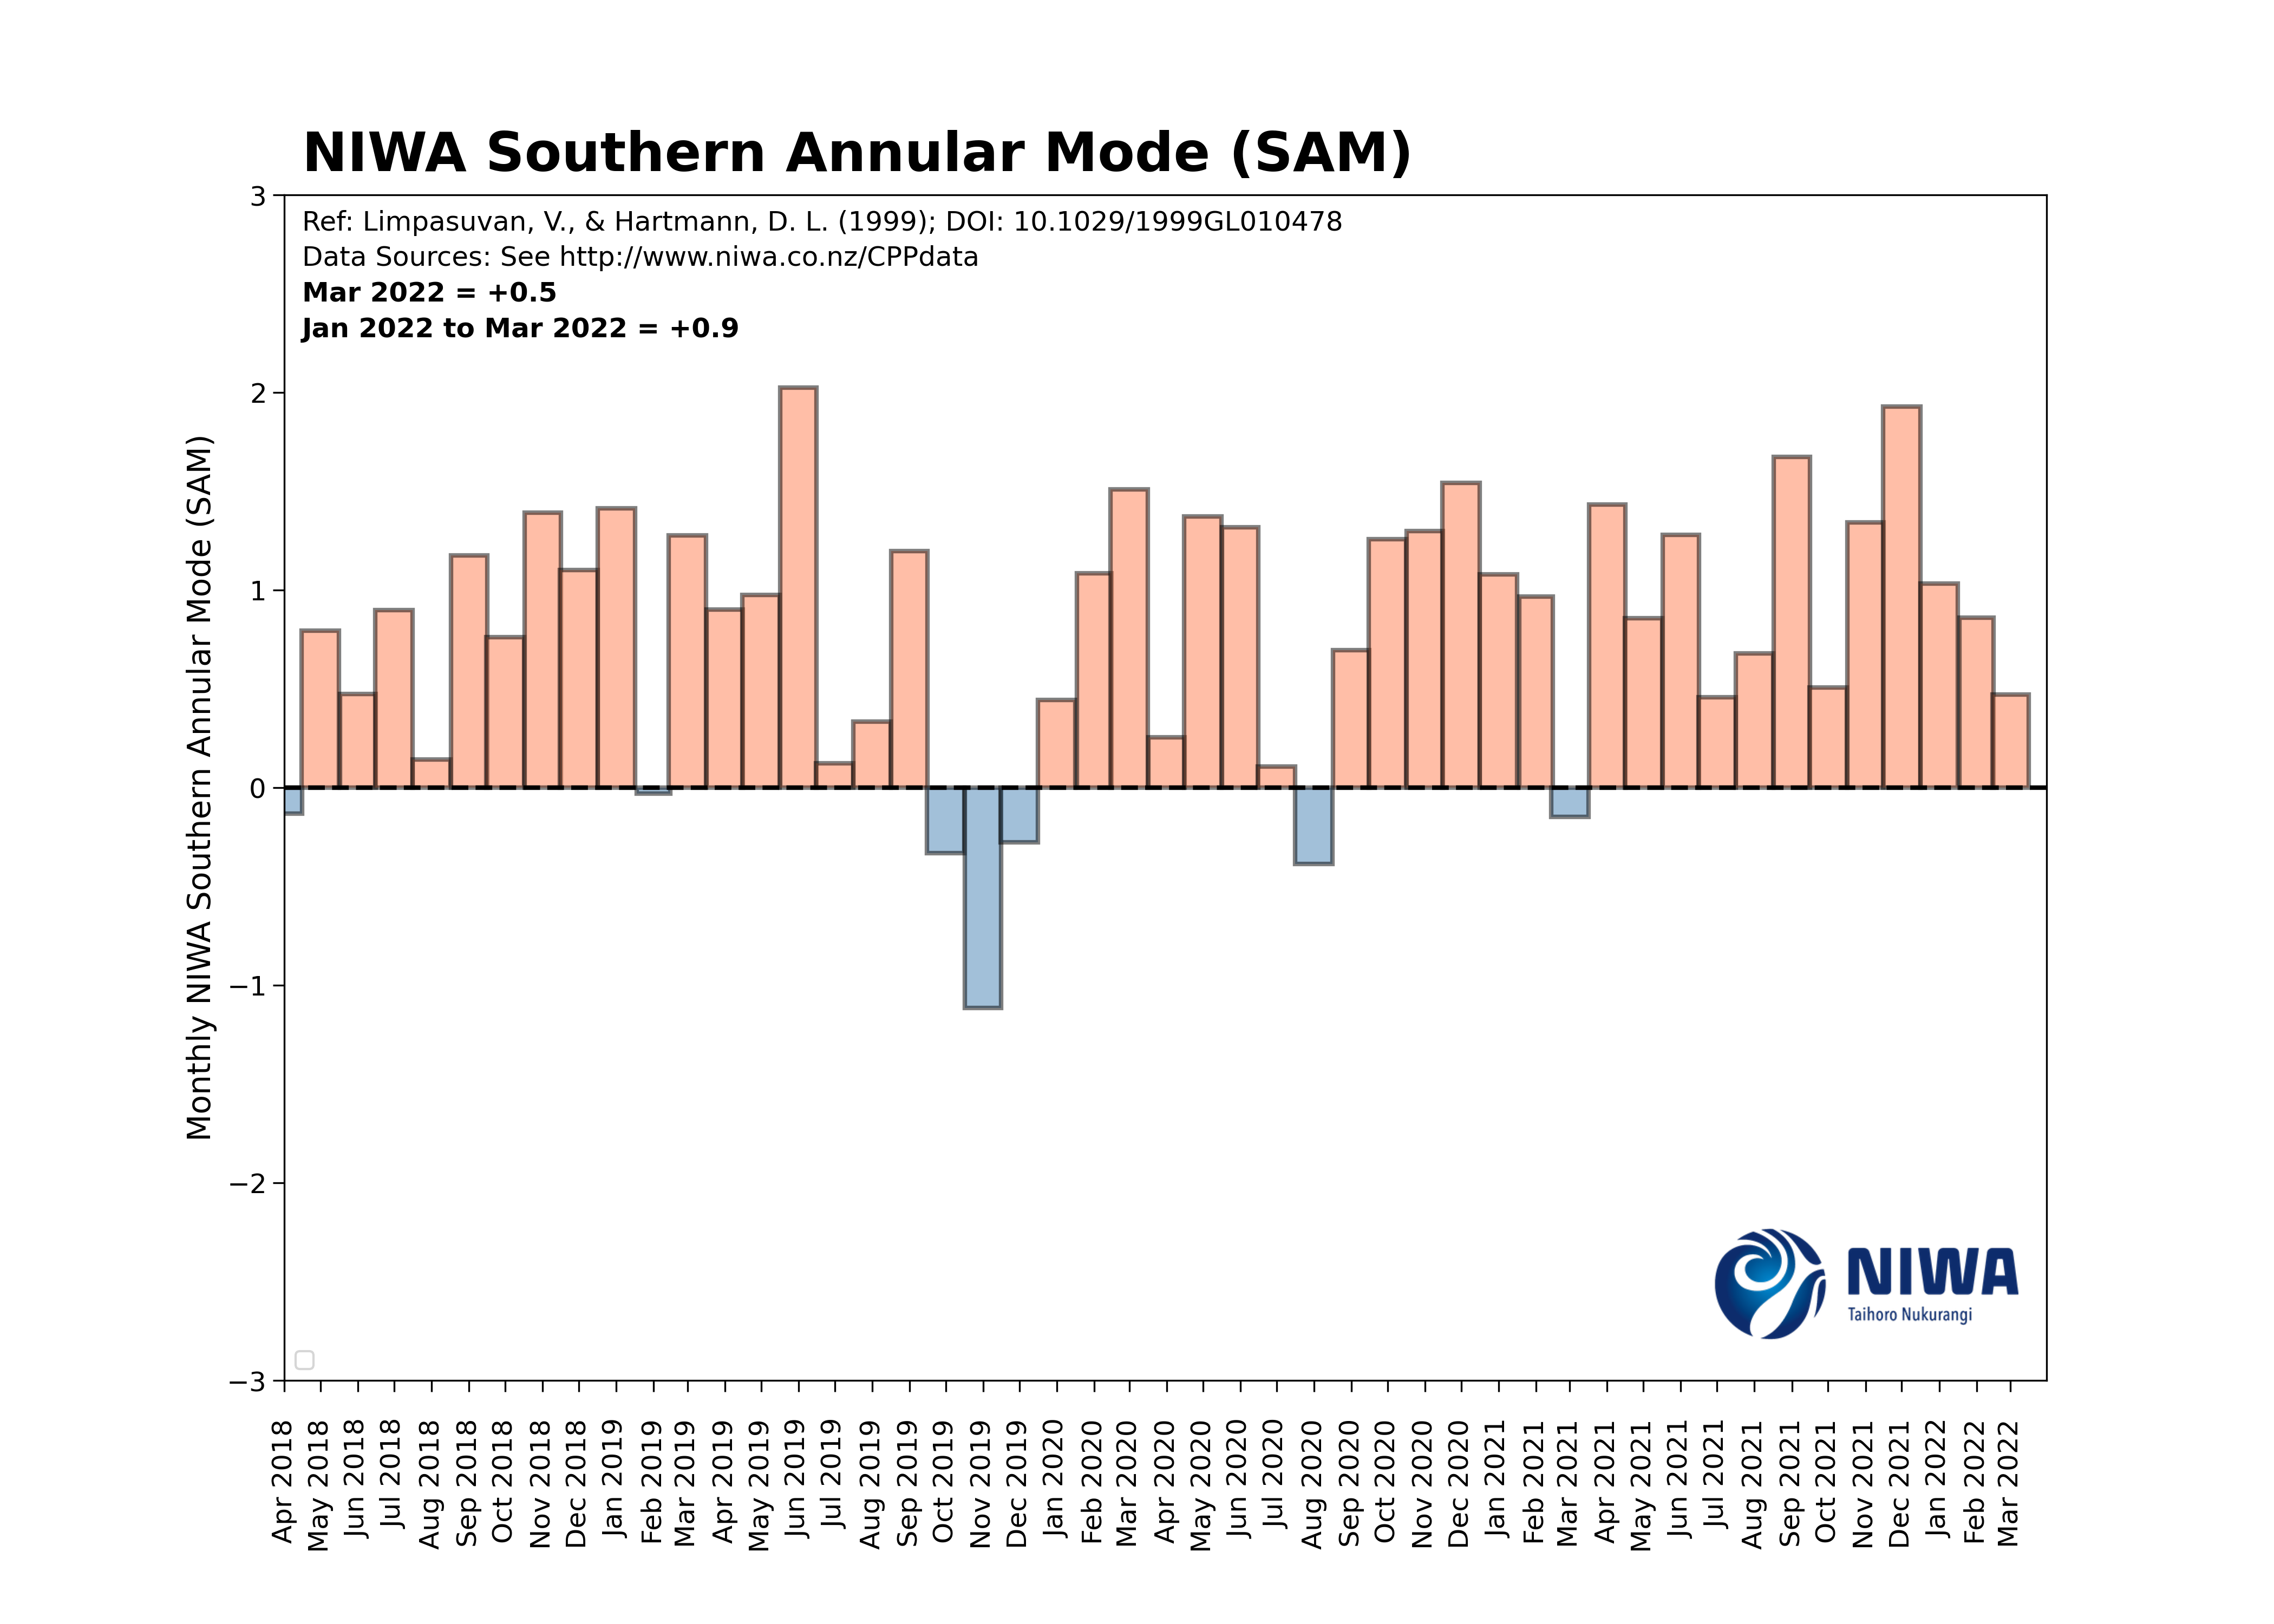 NIWA Southern Annular Mode (SAM)
Ref: Limpasuvan, V., & Hartmann, D. L. (1999); DOI: 10.1029/1999GL010478
Data Sources: See http://www.niwa.co.nz/CPPdata
Mar 2022 = +0.5
Jan 2022 to Mar 2022 = +0.9
Monthly NIWA Southern Annular Mode (SAM)
3
2
1
0
−1
−2
−3
NIWA
Taihoro Nukurangi
Apr 2018
May 2018
Jun 2018
Jul 2018
Aug 2018
Sep 2018
Oct 2018
Nov 2018
Dec 2018
Jan 2019
Feb 2019
Mar 2019
Apr 2019
May 2019
Jun 2019
Jul 2019
Aug 2019
Sep 2019
Oct 2019
Nov 2019
Dec 2019
Jan 2020
Feb 2020
Mar 2020
Apr 2020
May 2020
Jun 2020
Jul 2020
Aug 2020
Sep 2020
Oct 2020
Nov 2020
Dec 2020
Jan 2021
Feb 2021
Mar 2021
Apr 2021
May 2021
Jun 2021
Jul 2021
Aug 2021
Sep 2021
Oct 2021
Nov 2021
Dec 2021
Jan 2022
Feb 2022
Mar 2022